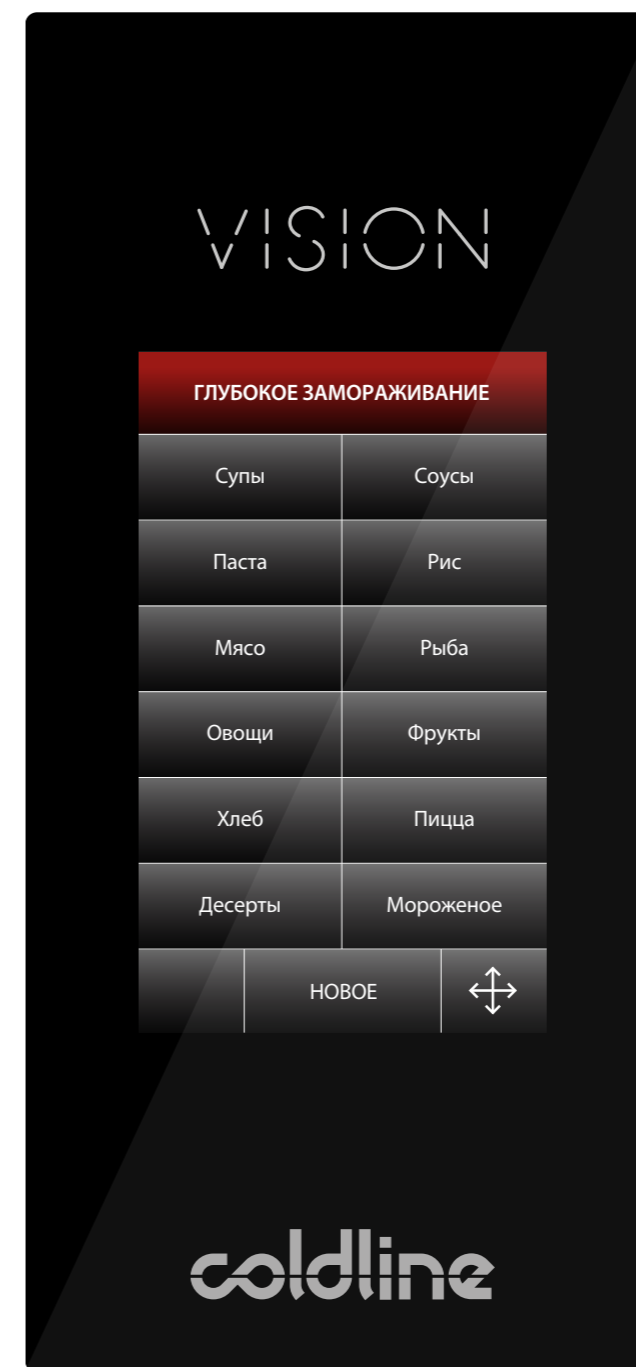 VISION
ГЛУБОКОЕ ЗАМОРАЖИВАНИЕ
Супы Соусы
Паста Рис
Мясо Рыба
Овощи Фрукты
Хлеб Пицца
Десерты Мороженое
НОВОЕ
coldline